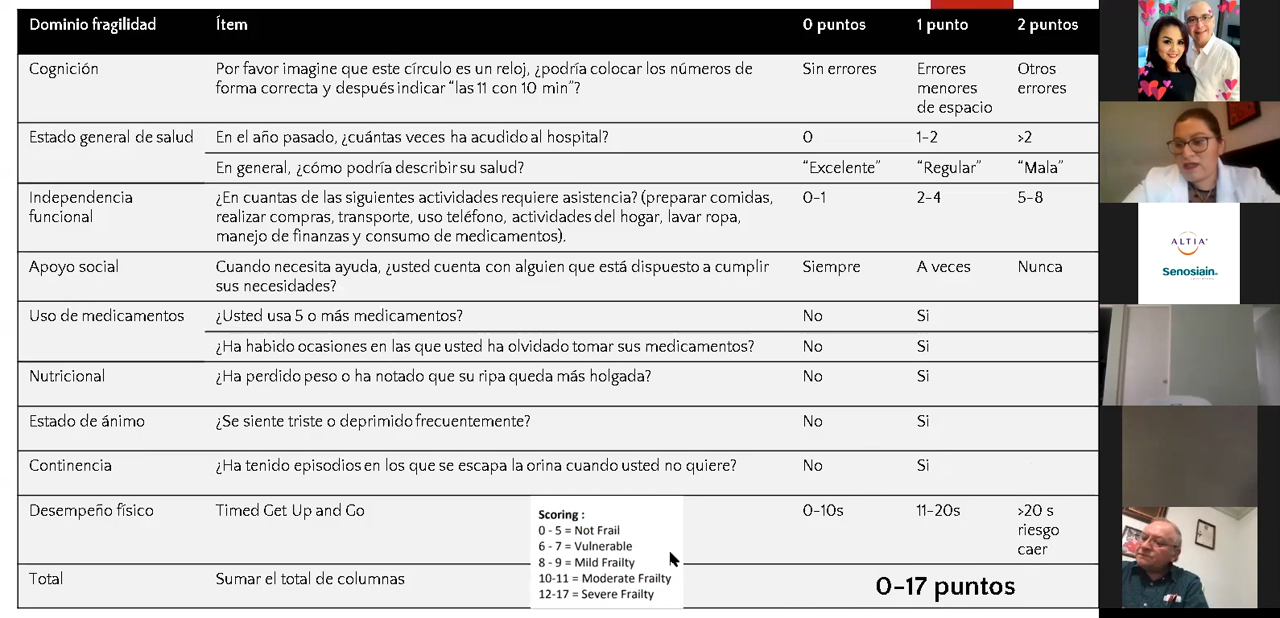 Dominio fragilidad Ítem 0 puntos 1 punto 2 puntos
Cognición Por favor imagine que este círculo es un reloj, ¿podría colocar los números de Sin errores Errores Otros
forma correcta y después indicar “las 11 con 10 min”? menores errores
de espacio
Estado general de salud En el año pasado, ¿cuántas veces ha acudido al hospital? 0 1-2 >2
En general, ¿cómo podría describir su salud? “Excelente” “Regular” “Mala”
Independencia ¿En cuantas de las siguientes actividades requiere asistencia? (preparar comidas, 0-1 2-4 5-8
funcional realizar compras, transporte, uso teléfono, actividades del hogar, lavar ropa,
manejo de finanzas y consumo de medicamentos).
Apoyo social Cuando necesita ayuda, ¿usted cuenta con alguien que está dispuesto a cumplir Siempre A veces Nunca
sus necesidades?
Uso de medicamentos ¿Usted usa 5 o más medicamentos? No Si
¿Ha habido ocasiones en las que usted ha olvidado tomar sus medicamentos? No Si
Nutricional ¿Ha perdido peso o ha notado que su ripa queda más holgada? No Si
Estado de ánimo ¿Se siente triste o deprimido frecuentemente? No Si
Continencia ¿Ha tenido episodios en los que se escapa la orina cuando usted no quiere? No Si
Desempeño físico Timed Get Up and Go 0-10s 11-20s >20 s
riesgo
caer
Scoring :
0 - 5 = Not Frail
6 - 7 = Vulnerable
8 - 9 = Mild Frailty
10-11 = Moderate Frailty
12-17 = Severe Frailty
Total Sumar el total de columnas 0-17 puntos
ALTIA
Senosiain